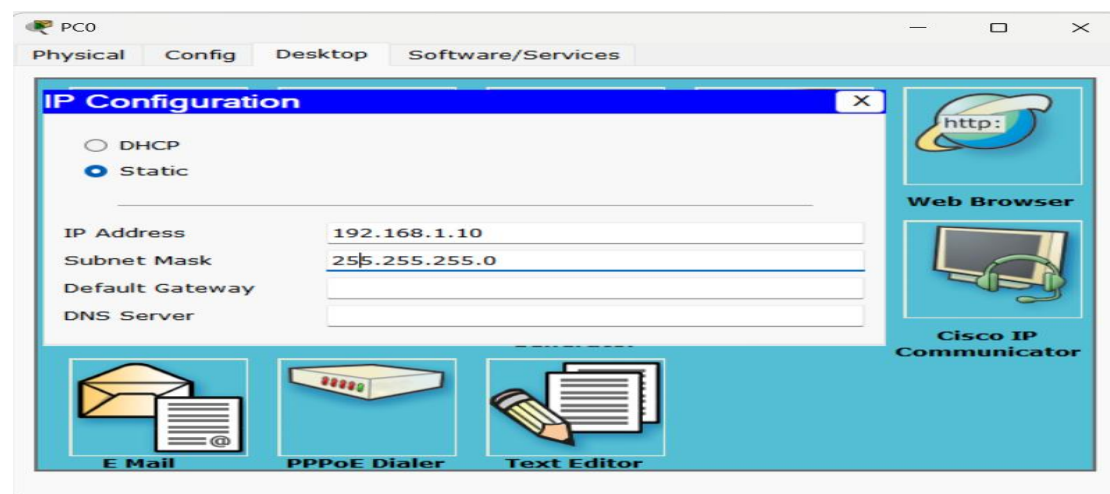 PC0
Physical Config Desktop Software/Services
IP Configuration X
DHCP
Static
IP Address 192.168.1.10
Subnet Mask 255.255.255.0
Default Gateway
DNS Server
http:
Web Browser
Cisco IP
Communicator
E Mail
PPPoE Dialer
Text Editor
@